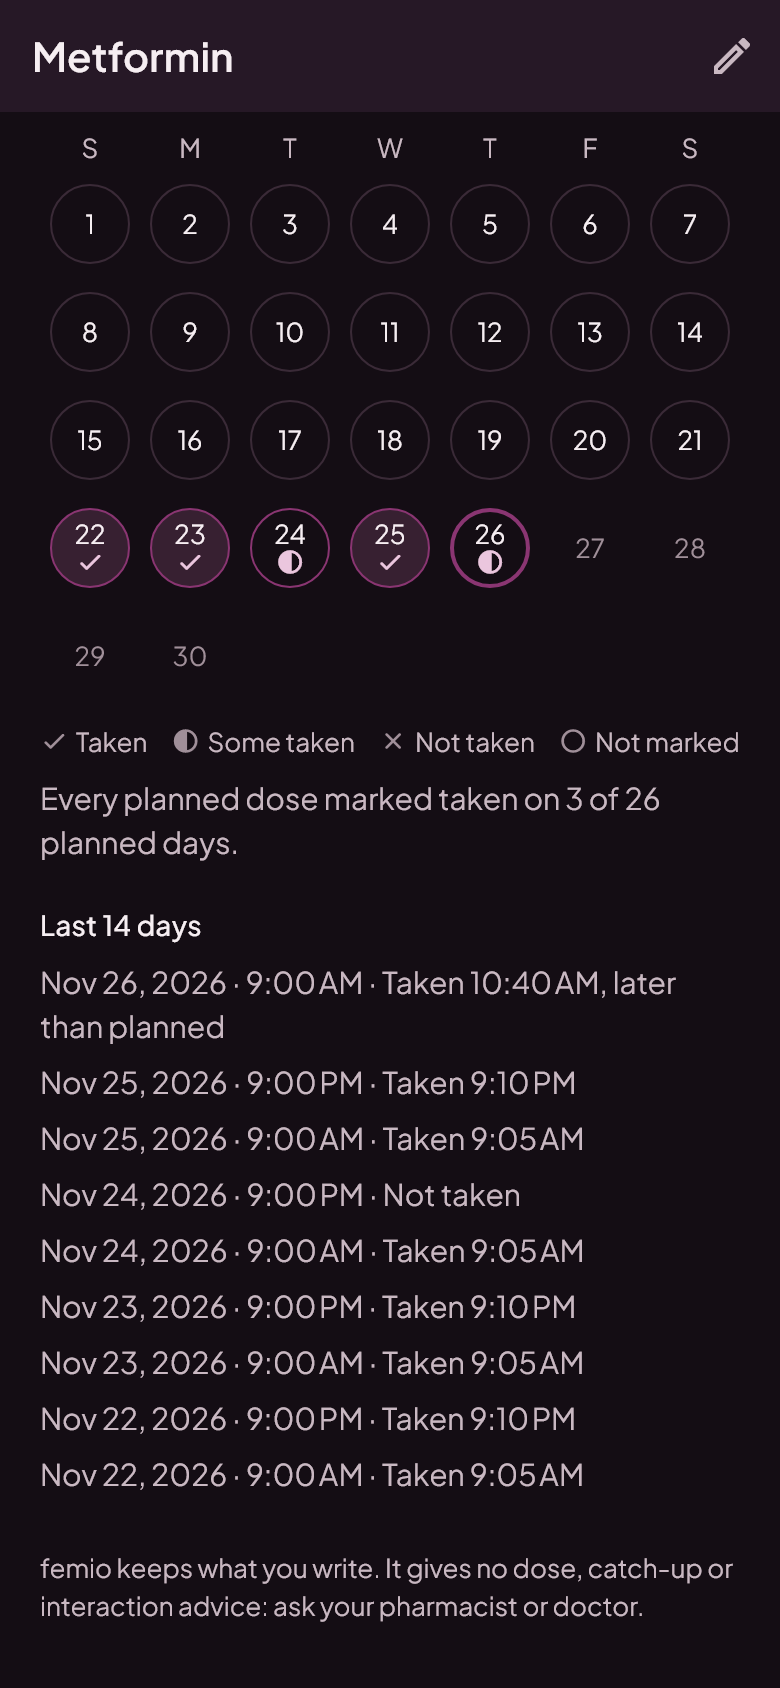 Metformin
S M T W T F S
1 2 3 4 5 6 7
8 9 10 11 12 13 14
15 16 17 18 19 20 21
22 23 24 25 26 27 28
29 30
Taken Some taken Not taken Not marked
Every planned dose marked taken on 3 of 26
planned days.
Last 14 days
Nov 26, 2026 · 9:00 AM · Taken 10:40 AM, later
than planned
Nov 25, 2026 · 9:00 PM · Taken 9:10 PM
Nov 25, 2026 · 9:00 AM · Taken 9:05 AM
Nov 24, 2026 · 9:00 PM · Not taken
Nov 24, 2026 · 9:00 AM · Taken 9:05 AM
Nov 23, 2026 · 9:00 PM · Taken 9:10 PM
Nov 23, 2026 · 9:00 AM · Taken 9:05 AM
Nov 22, 2026 · 9:00 PM · Taken 9:10 PM
Nov 22, 2026 · 9:00 AM · Taken 9:05 AM
femio keeps what you write. It gives no dose, catch-up or
interaction advice: ask your pharmacist or doctor.